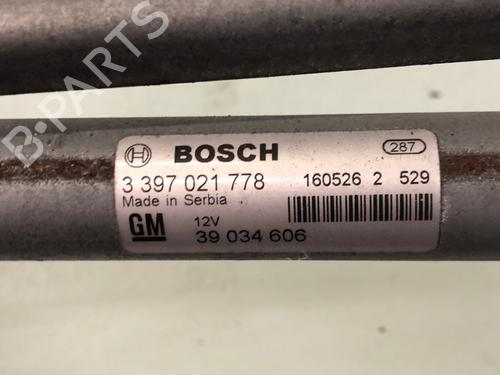 BOSCH
287
3 397 021 778
160526 2 529
Made in Serbia
GM
12V
39 034 606
B-PARTS